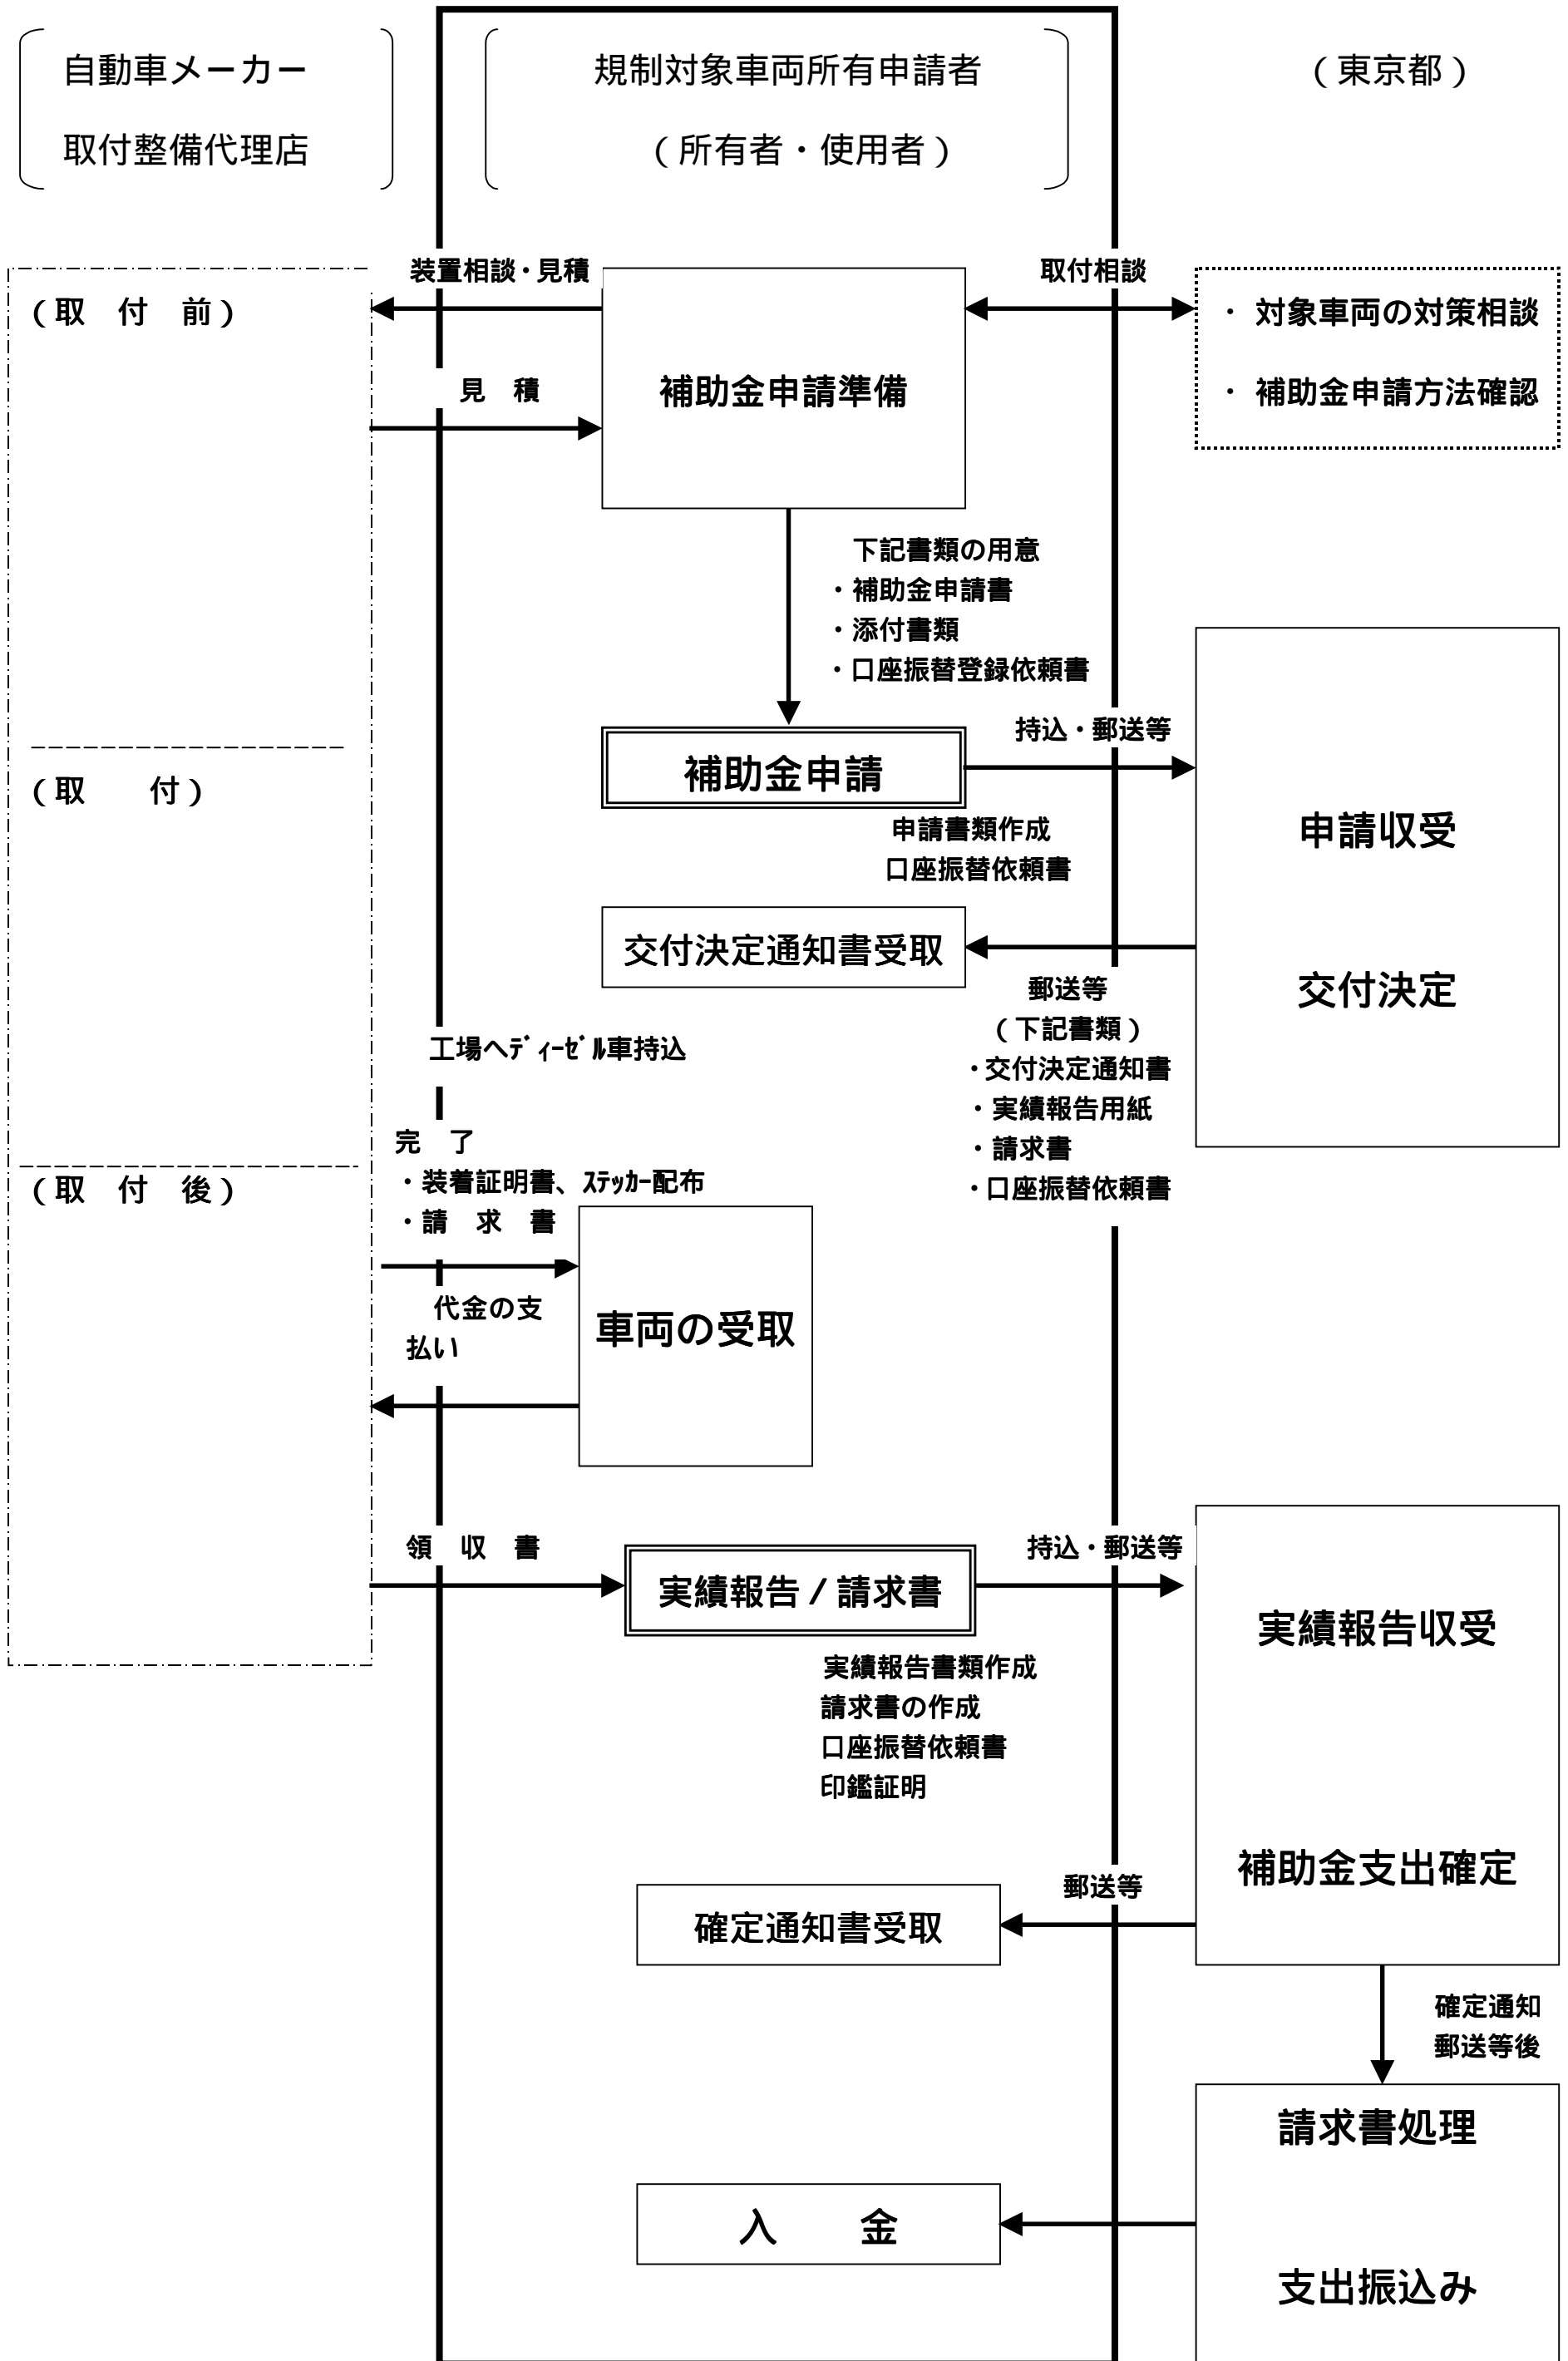 自動車メーカー
取付整備代理店
規制対象車両所有申請者
（所有者・使用者）
（東京都）
装置相談・見積
取付相談
（取　付　前）
・ 対象車両の対策相談
見　積
補助金申請準備
・ 補助金申請方法確認
下記書類の用意
・補助金申請書
・添付書類
・口座振替登録依頼書
持込・郵送等
（取　　付）
補助金申請
申請書類作成
口座振替依頼書
申請収受
交付決定通知書受取
交付決定
郵送等
（下記書類）
・交付決定通知書
・実績報告用紙
・請求書
・口座振替依頼書
工場へﾃﾞｨｰｾﾞﾙ車持込
完　了
・装着証明書、ｽﾃｯｶｰ配布
・請　求　書
（取　付　後）
代金の支
払い
車両の受取
領　収　書
持込・郵送等
実績報告／請求書
実績報告収受
実績報告書類作成
請求書の作成
口座振替依頼書
印鑑証明
補助金支出確定
郵送等
確定通知書受取
確定通知
郵送等後
請求書処理
入　　金
支出振込み